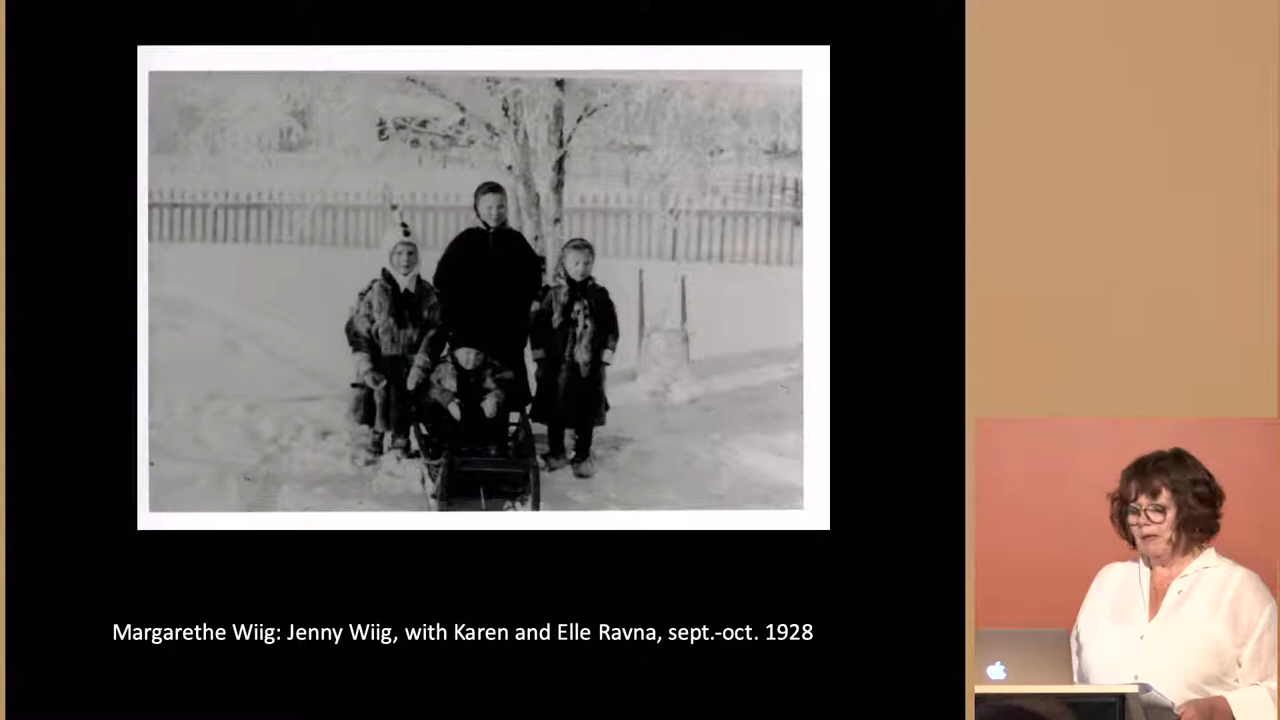 Margarethe Wiig: Jenny Wiig, with Karen and Elle Ravna, sept.-oct. 1928